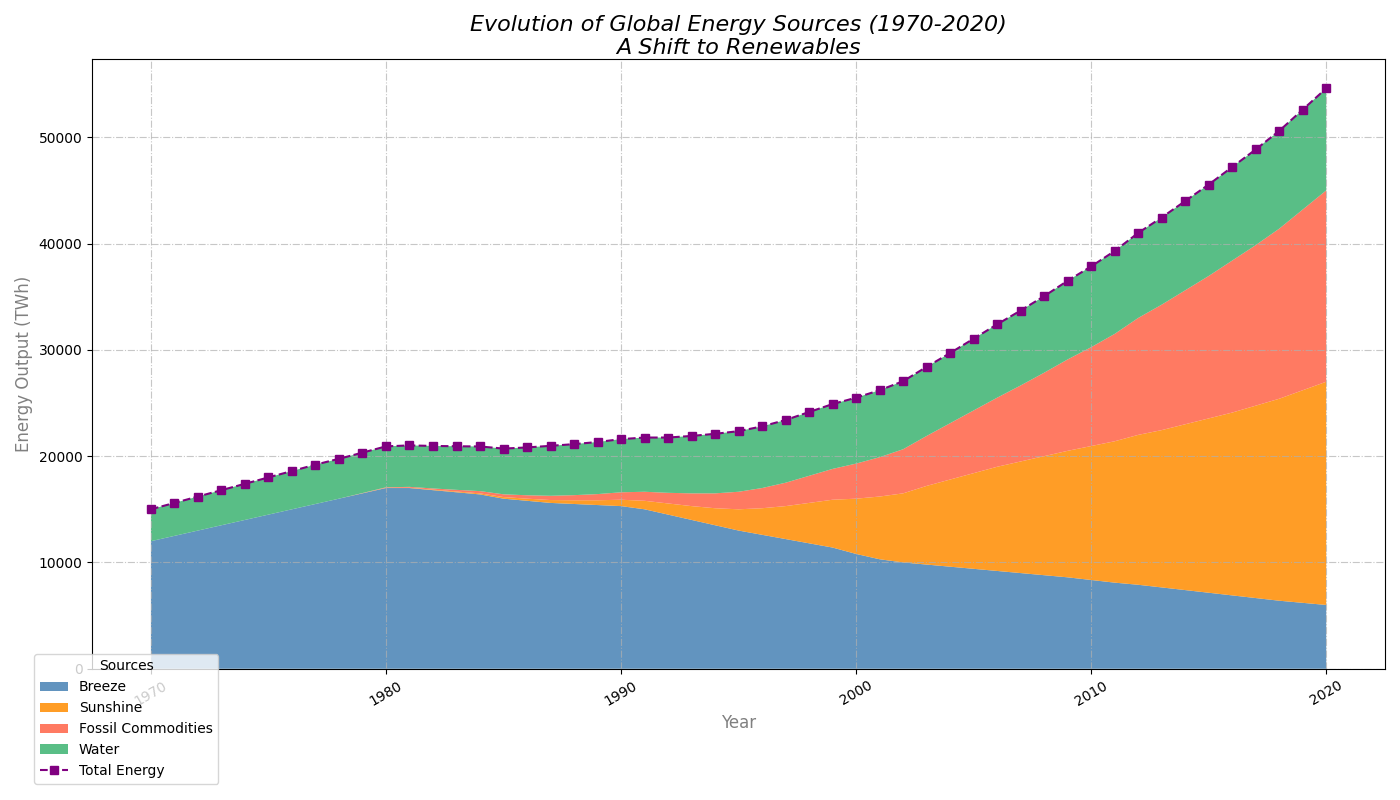 Evolution of Global Energy Sources (1970-2020)
A Shift to Renewables
Energy Output (TWh)
50000
40000
30000
20000
10000
0
1970
1980
1990
2000
2010
2020
Year
Sources
Breeze
Sunshine
Fossil Commodities
Water
Total Energy